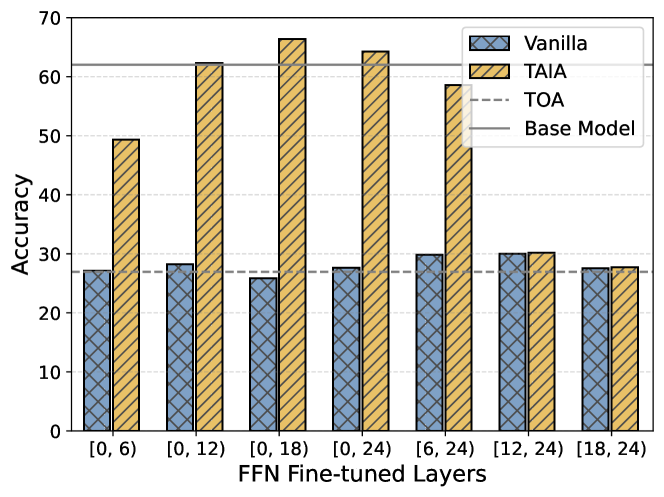 70
60
50
40
30
20
10
0
Accuracy
Vanilla
TAIA
TOA
Base Model
[0, 6) [0, 12) [0, 18) [0, 24) [6, 24) [12, 24) [18, 24)
FFN Fine-tuned Layers